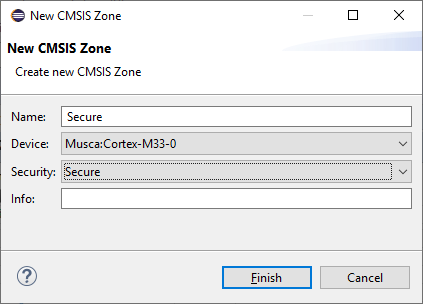 New CMSIS Zone
New CMSIS Zone
Create new CMSIS Zone
Name: Secure
Device: Musca:Cortex-M33-0
Security: Secure
Info:
? Finish Cancel